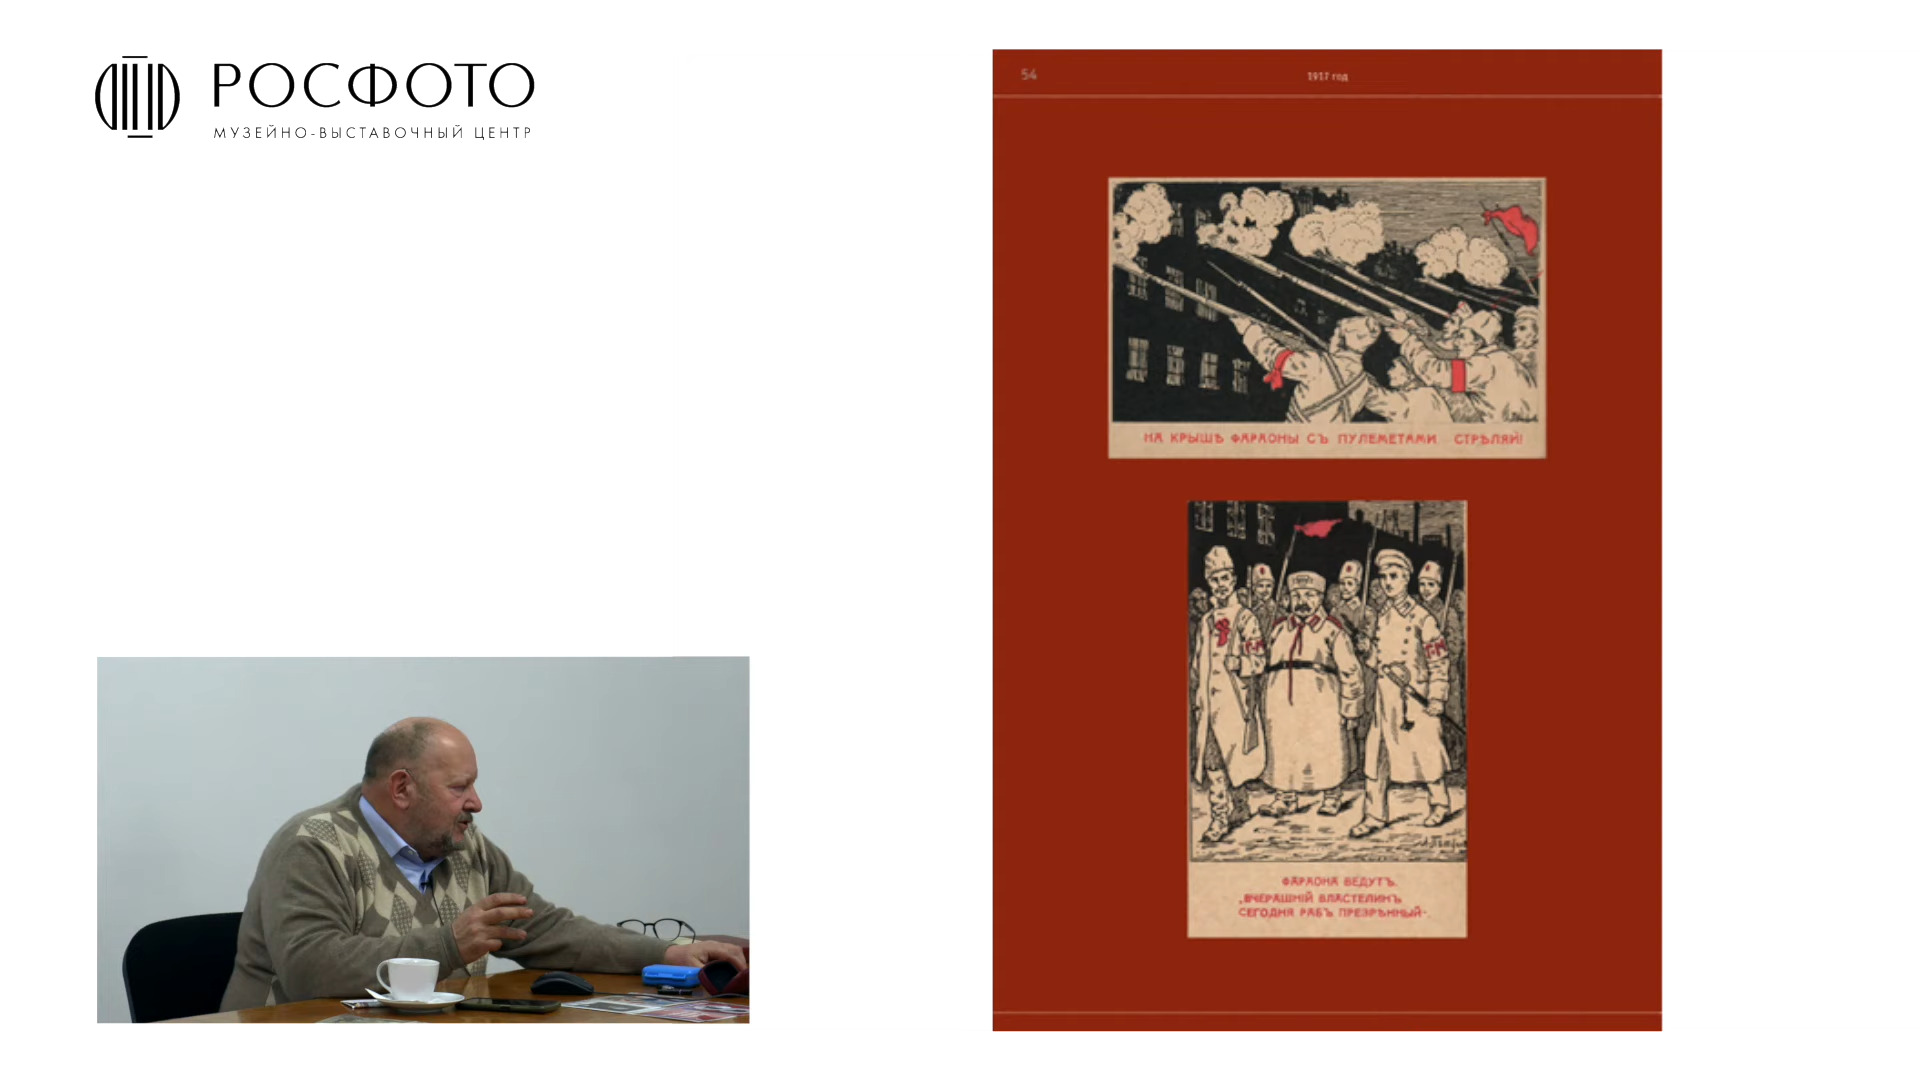 РОСФОТО
МУЗЕЙНО-ВЫСТАВОЧНЫЙ ЦЕНТР
54
1917 год
НА КРЫШѢ ФАРАОНЫ СЪ ПУЛЕМЕТАМИ СТРѢЛЯЙ!
ФАРАОНА ВЕДУТЪ.
„ВЧЕРАШНІЙ ВЛАСТЕЛИНЪ
СЕГОДНЯ РАБЪ ПРЕЗРѢННЫЙ".
Г-М